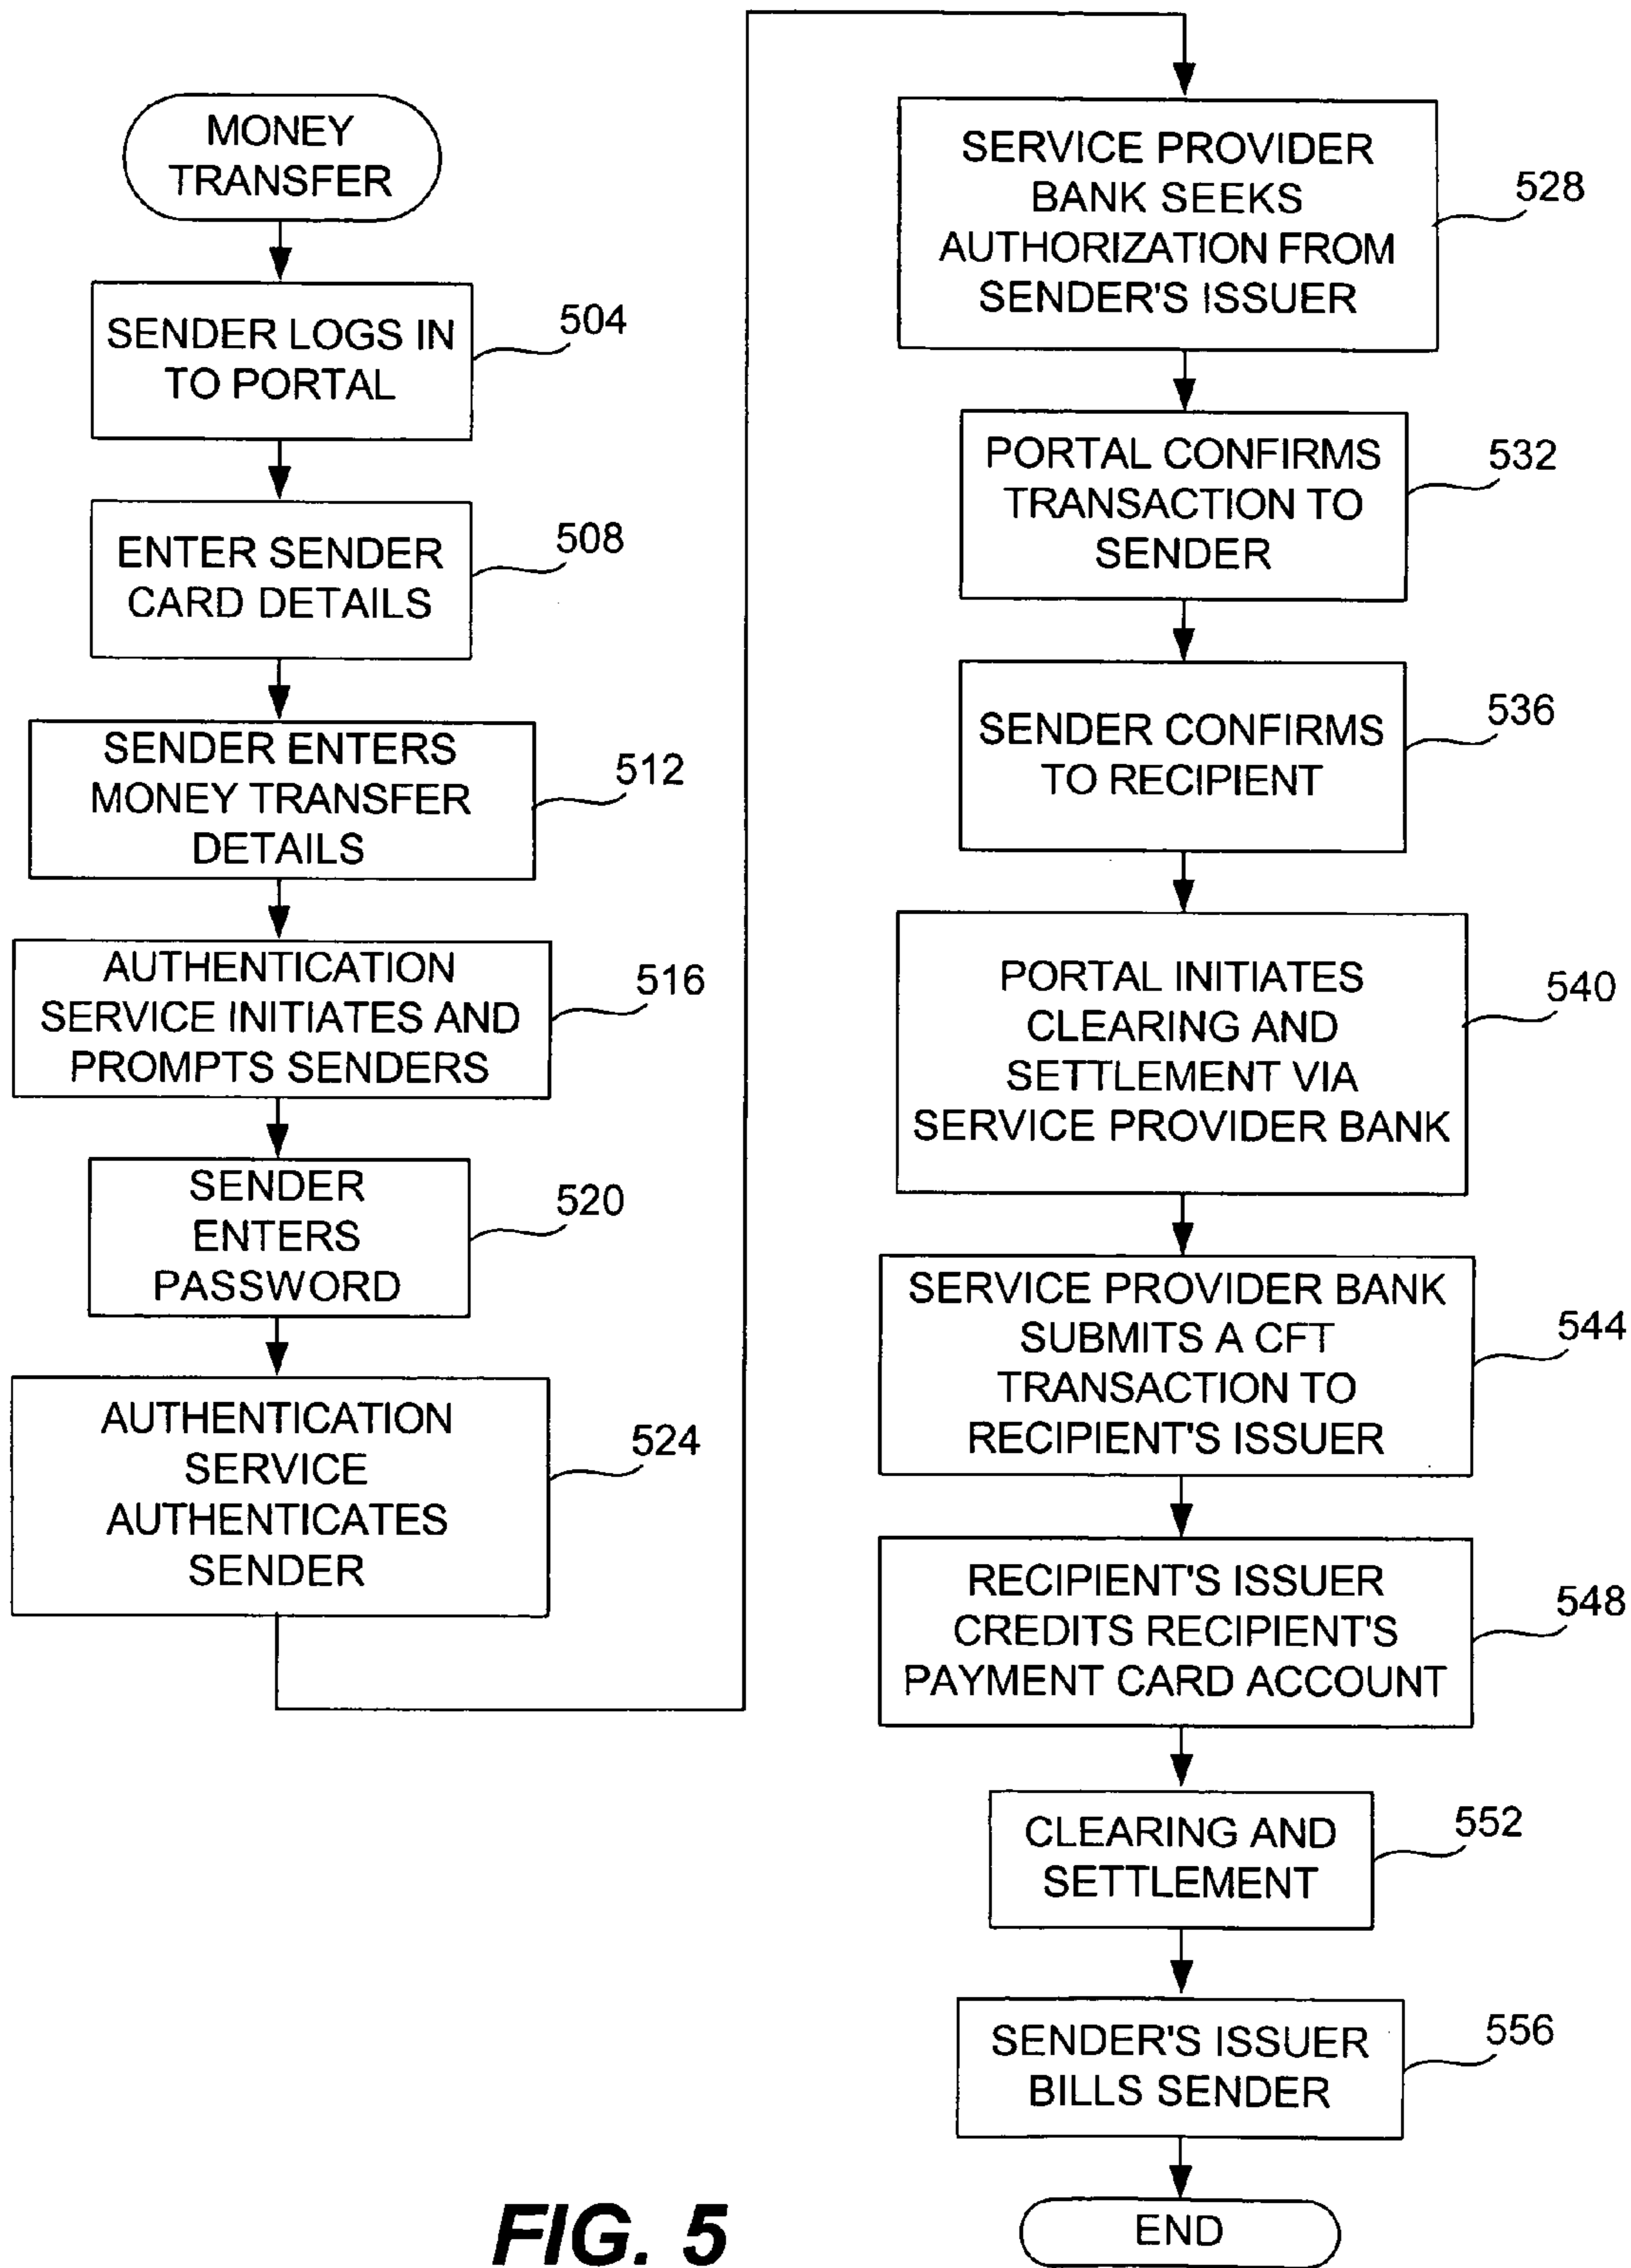 MONEY
TRANSFER
SENDER LOGS IN
TO PORTAL
504
ENTER SENDER
CARD DETAILS
508
SENDER ENTERS
MONEY TRANSFER
DETAILS
512
AUTHENTICATION
SERVICE INITIATES AND
PROMPTS SENDERS
516
SENDER
ENTERS
PASSWORD
520
AUTHENTICATION
SERVICE
AUTHENTICATES
SENDER
524
SERVICE PROVIDER
BANK SEEKS
AUTHORIZATION FROM
SENDER'S ISSUER
528
PORTAL CONFIRMS
TRANSACTION TO
SENDER
532
SENDER CONFIRMS
TO RECIPIENT
536
PORTAL INITIATES
CLEARING AND
SETTLEMENT VIA
SERVICE PROVIDER BANK
540
SERVICE PROVIDER BANK
SUBMITS A CFT
TRANSACTION TO
RECIPIENT'S ISSUER
544
RECIPIENT'S ISSUER
CREDITS RECIPIENT'S
PAYMENT CARD ACCOUNT
548
CLEARING AND
SETTLEMENT
552
SENDER'S ISSUER
BILLS SENDER
556
END
FIG. 5